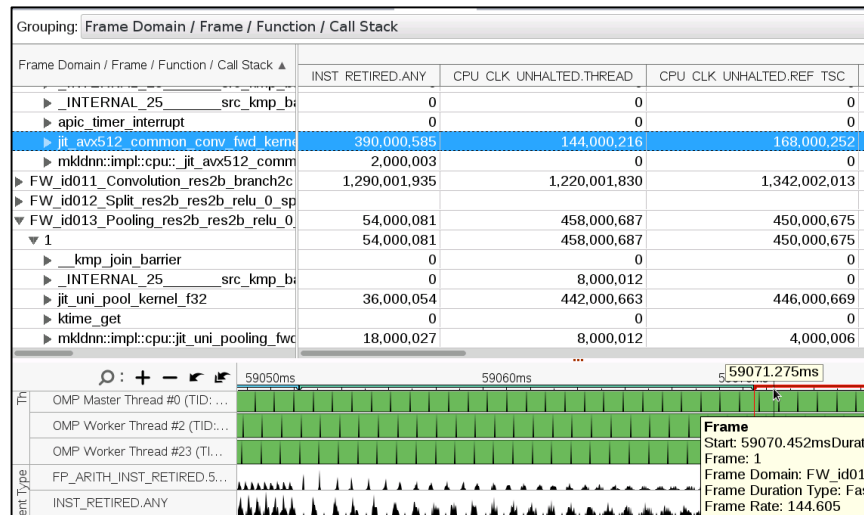 Grouping: Frame Domain / Frame / Function / Call Stack
Frame Domain / Frame / Function / Call Stack ▲ INST_RETIRED.ANY CPU_CLK_UNHALTED.THREAD CPU_CLK_UNHALTED.REF_TSC
_INTERNAL_25_______src_kmp_ba 0 0 0
apic_timer_interrupt 0 0 0
jit_avx512_common_conv_fwd_kerne 390,000,585 144,000,216 168,000,252
mkldnn::impl::cpu::_jit_avx512_comm 2,000,003 0 0
FW_id011_Convolution_res2b_branch2c 1,290,001,935 1,220,001,830 1,342,002,013
FW_id012_Split_res2b_res2b_relu_0_sp
FW_id013_Pooling_res2b_res2b_relu_0_ 54,000,081 458,000,687 450,000,675
1 54,000,081 458,000,687 450,000,675
__kmp_join_barrier 0 0 0
_INTERNAL_25_______src_kmp_ba 0 8,000,012 0
jit_uni_pool_kernel_f32 36,000,054 442,000,663 446,000,669
ktime_get 0 0 0
mkldnn::impl::cpu::jit_uni_pooling_fwd 18,000,027 8,000,012 4,000,006
59071.275ms
59050ms 59060ms
Th
OMP Master Thread #0 (TID: ...
OMP Worker Thread #2 (TID:...
OMP Worker Thread #23 (TI...
FP_ARITH_INST_RETIRED.5...
INST_RETIRED.ANY
ent Type
Frame
Start: 59070.452msDurat
Frame: 1
Frame Domain: FW_id01
Frame Duration Type: Fas
Frame Rate: 144.605